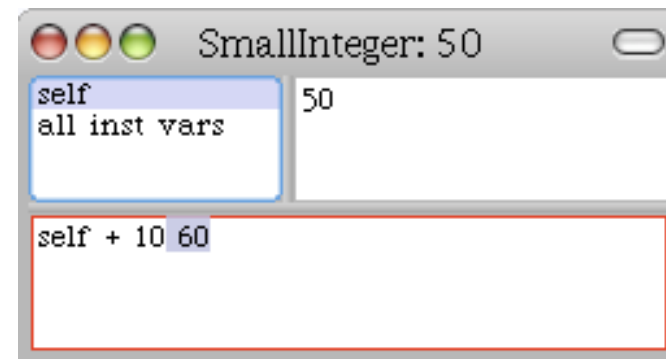 SmallInteger: 50
self
all inst vars
50
self + 10 60